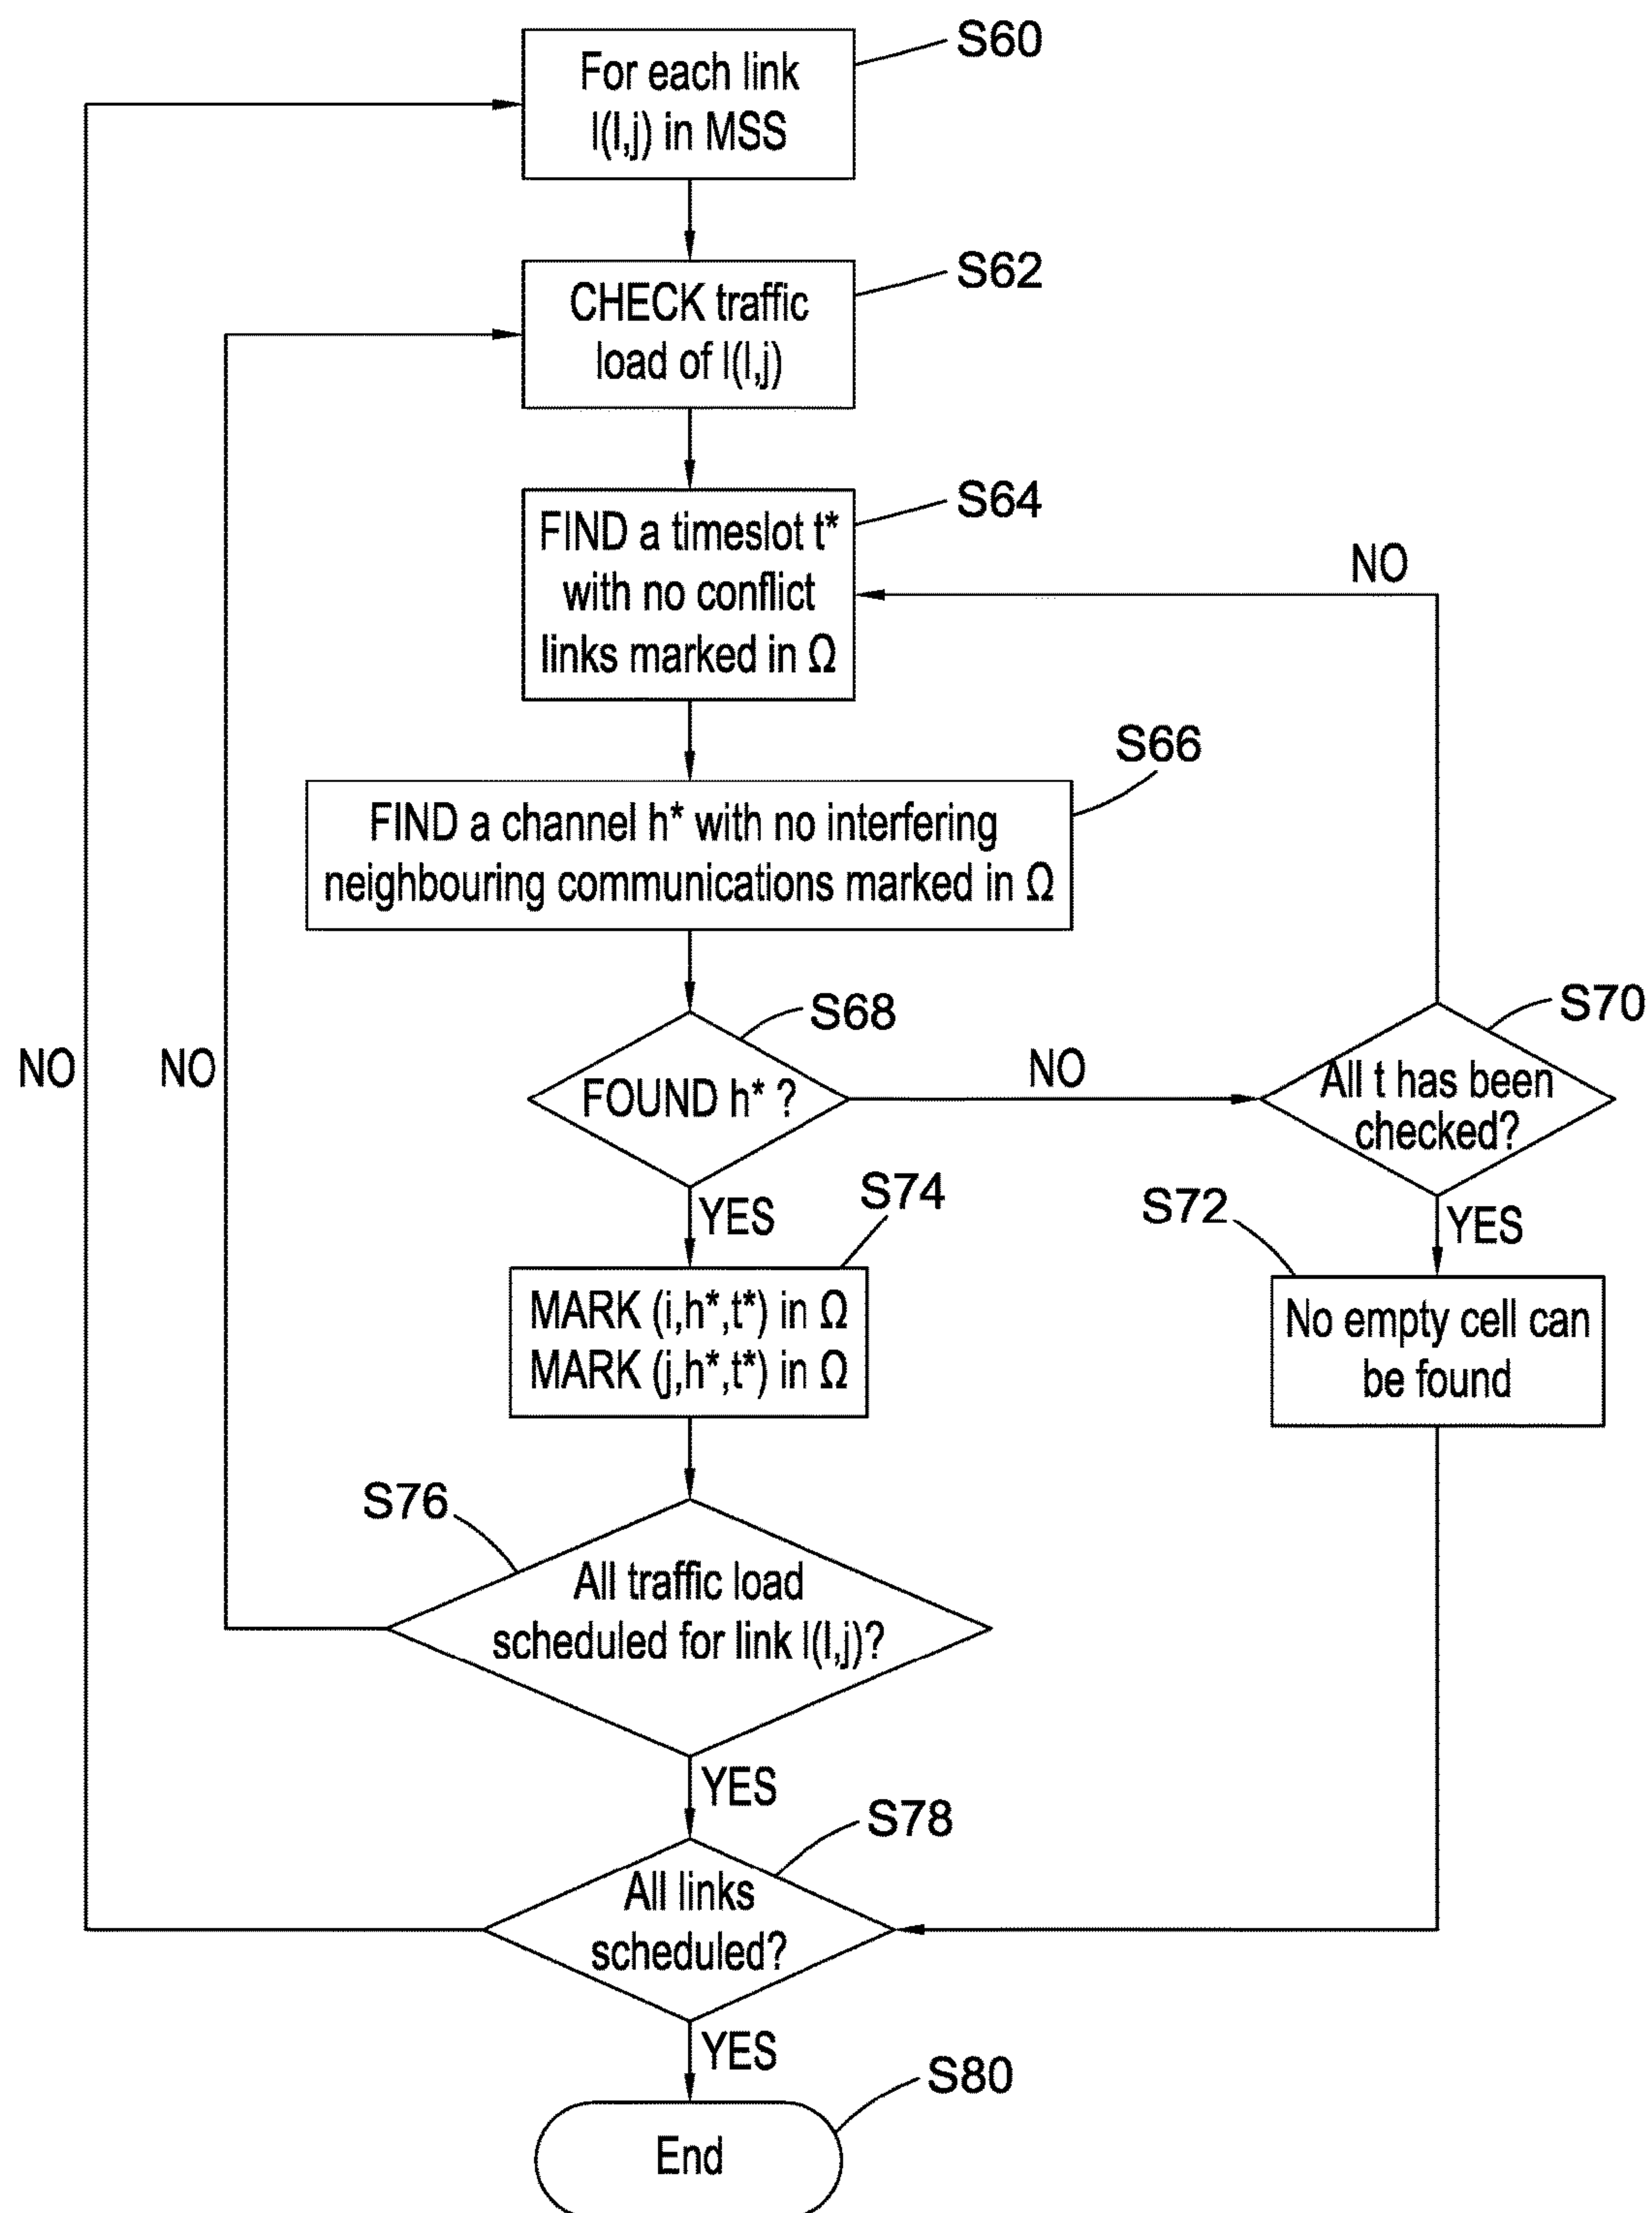 S60
For each link
l(l,j) in MSS
S62
CHECK traffic
load of l(l,j)
S64
FIND a timeslot t*
with no conflict
links marked in Ω
NO
S66
FIND a channel h* with no interfering
neighbouring communications marked in Ω
S68
S70
NO
NO
FOUND h* ?
NO
All t has been
checked?
YES
S74
S72
YES
MARK (i,h*,t*) in Ω
MARK (j,h*,t*) in Ω
No empty cell can
be found
S76
All traffic load
scheduled for link l(l,j)?
YES
S78
All links
scheduled?
YES
S80
End